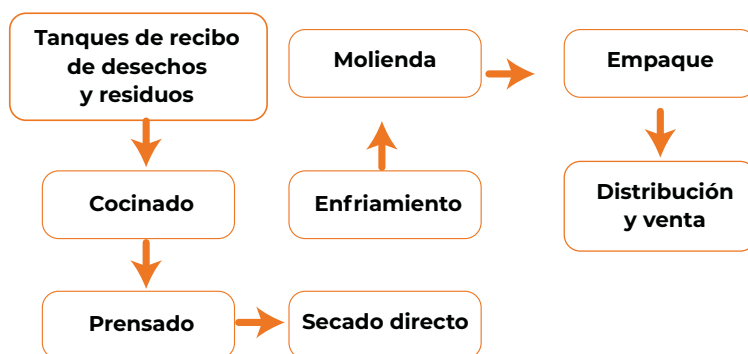 Tanques de recibo
de desechos
y residuos
Cocinado
Prensado
Secado directo
Enfriamiento
Molienda
Empaque
Distribución
y venta